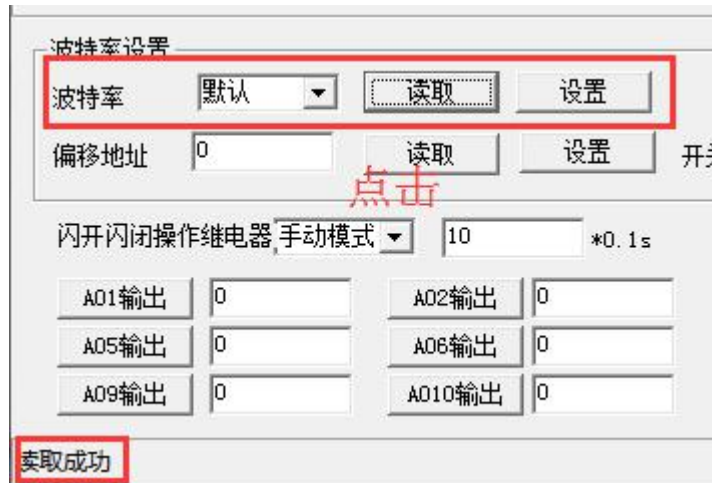 波特率设置
波特率 默认 读取 设置
偏移地址 0 读取 设置
点击
闪开闪闭操作继电器 手动模式 10 *0.1s
A01输出 0 A02输出 0
A05输出 0 A06输出 0
A09输出 0 A010输出 0
读取成功